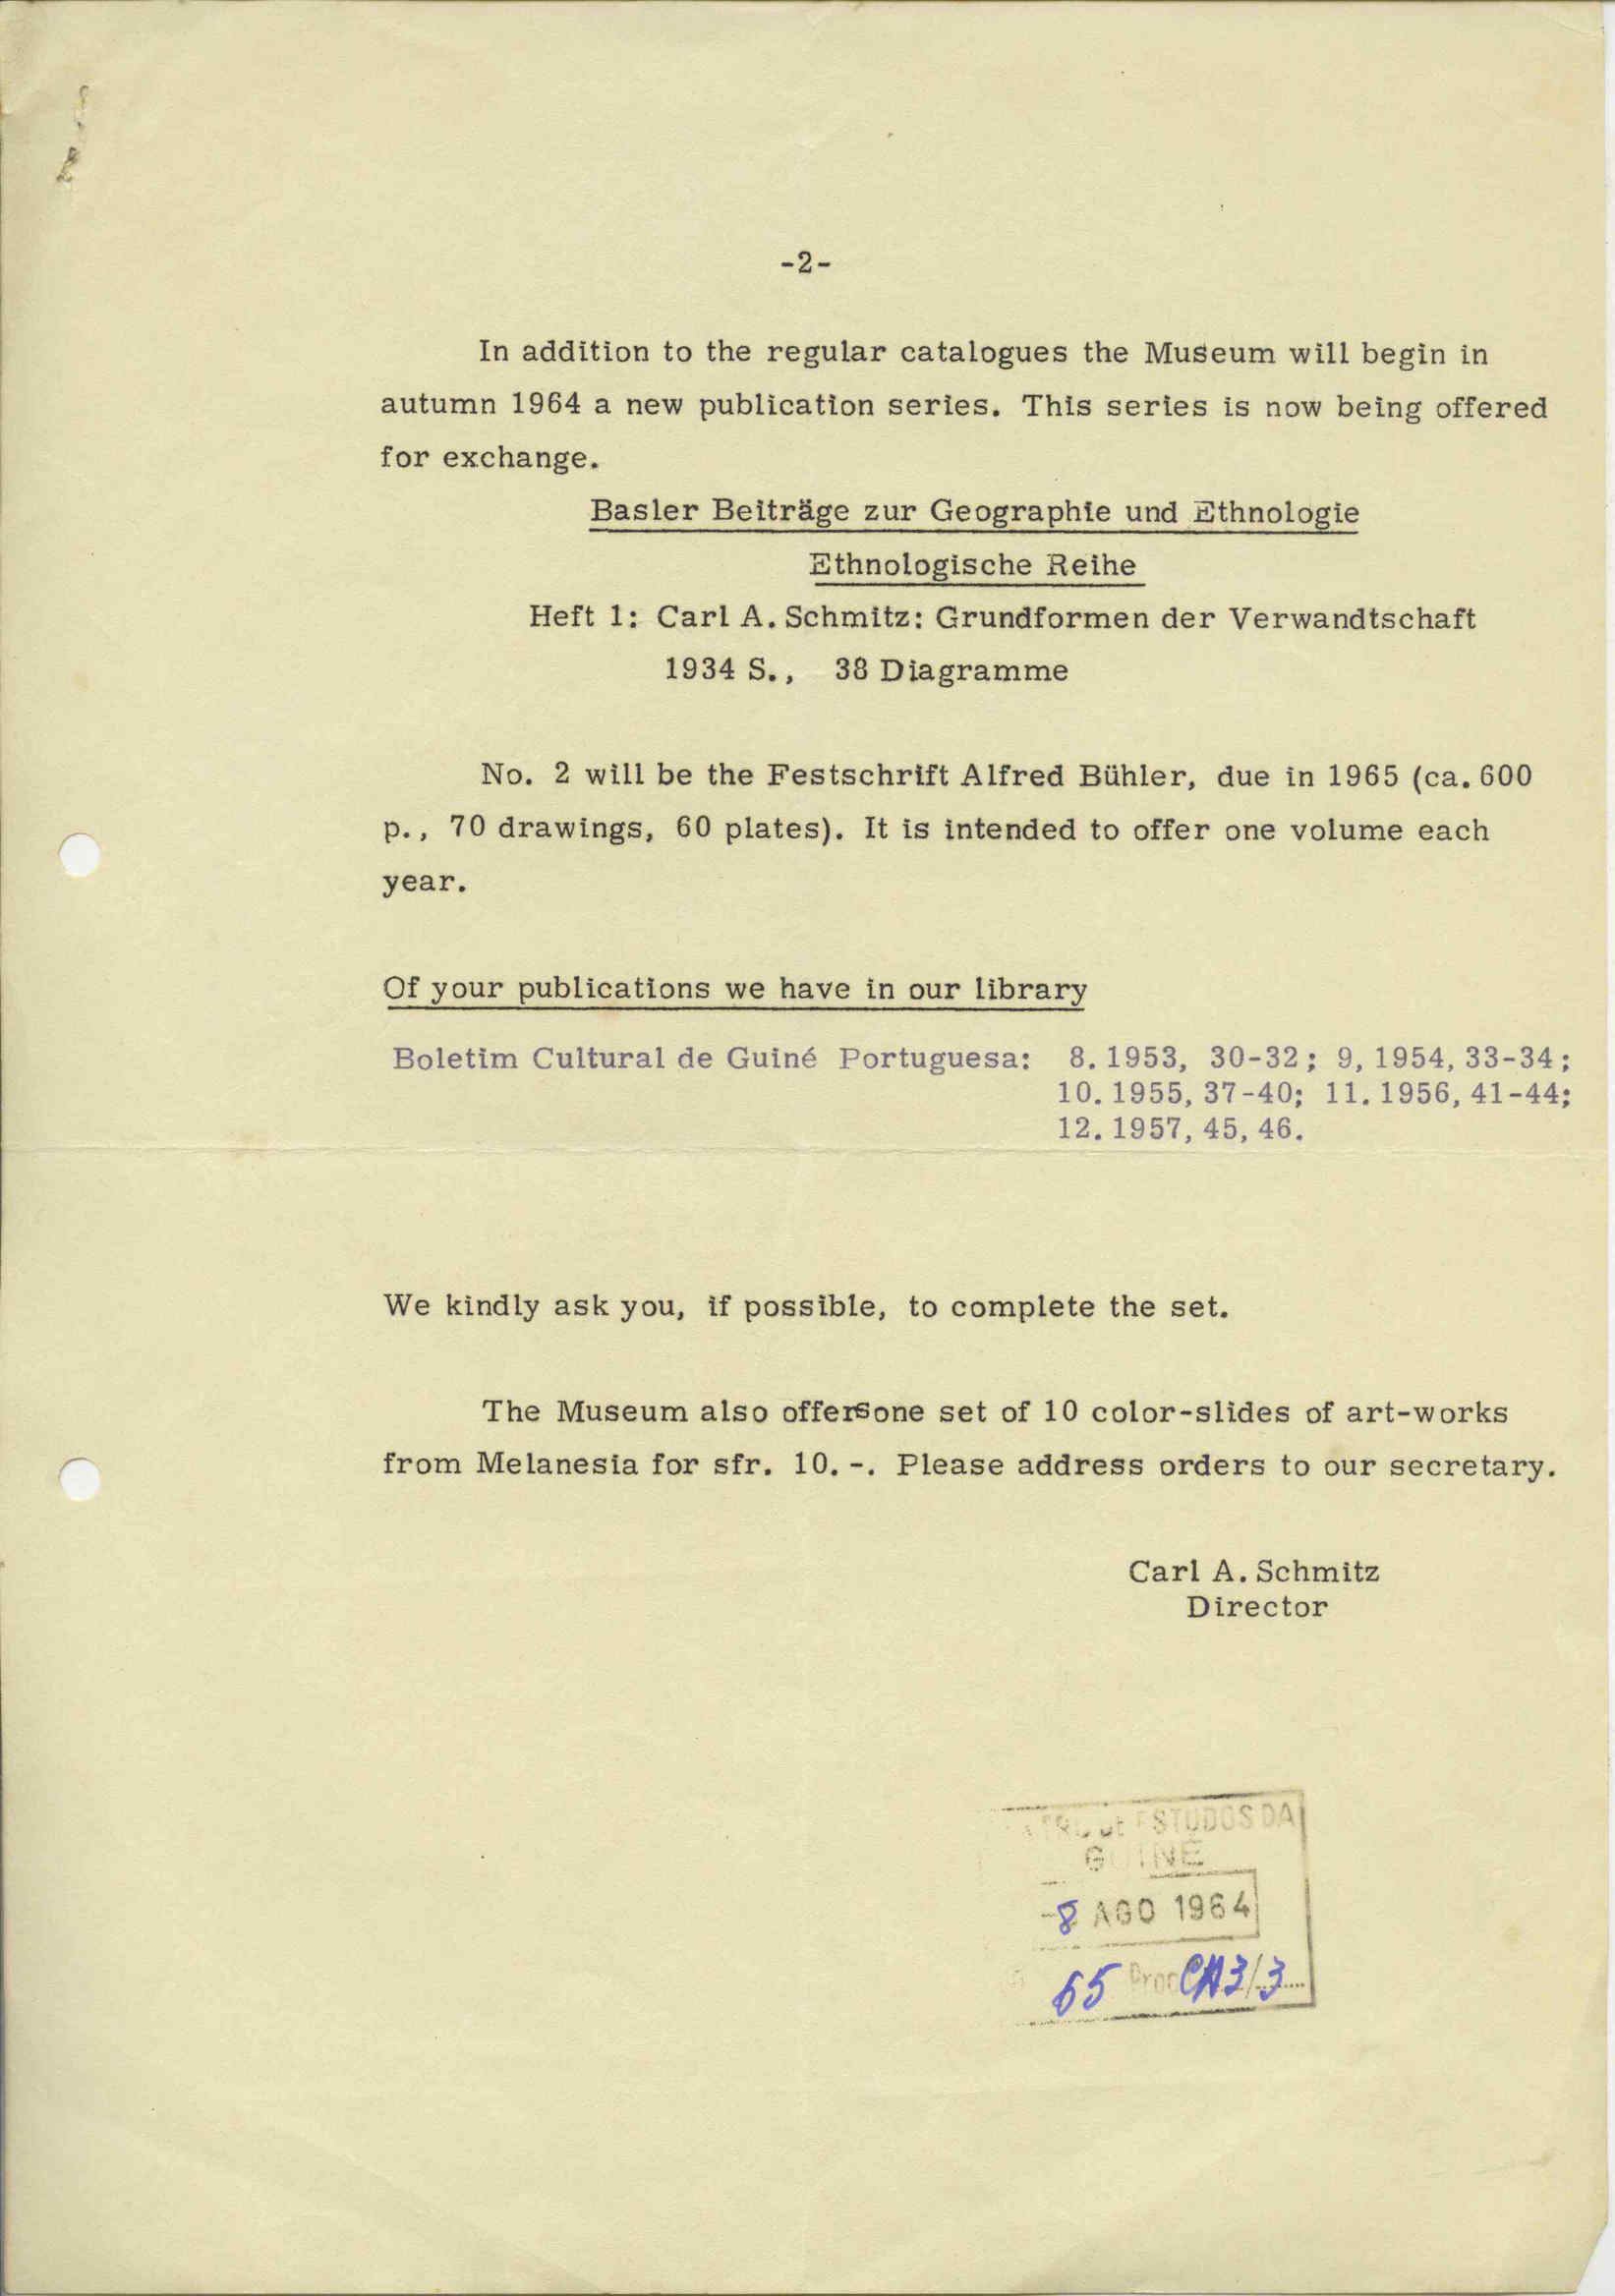 -2-
In addition to the regular catalogues the Museum will begin in
autumn 1964 a new publication series. This series is now being offered
for exchange.
Basler Beiträge zur Geographie und Ethnologie
Ethnologische Reihe
Heft 1: Carl A. Schmitz: Grundformen der Verwandtschaft
1934 S., 38 Diagramme
No. 2 will be the Festschrift Alfred Bühler, due in 1965 (ca. 600
p., 70 drawings, 60 plates). It is intended to offer one volume each
year.
Of your publications we have in our library
Boletim Cultural de Guiné Portuguesa: 8. 1953, 30-32; 9, 1954, 33-34;
10. 1955, 37-40; 11. 1956, 41-44;
12. 1957, 45, 46.
We kindly ask you, if possible, to complete the set.
The Museum also offersone set of 10 color-slides of art-works
from Melanesia for sfr. 10. -. Please address orders to our secretary.
Carl A. Schmitz
Director
ESTUDOS DA
GUINÉ
-8 AGO 1964
65 Proc CA3/3